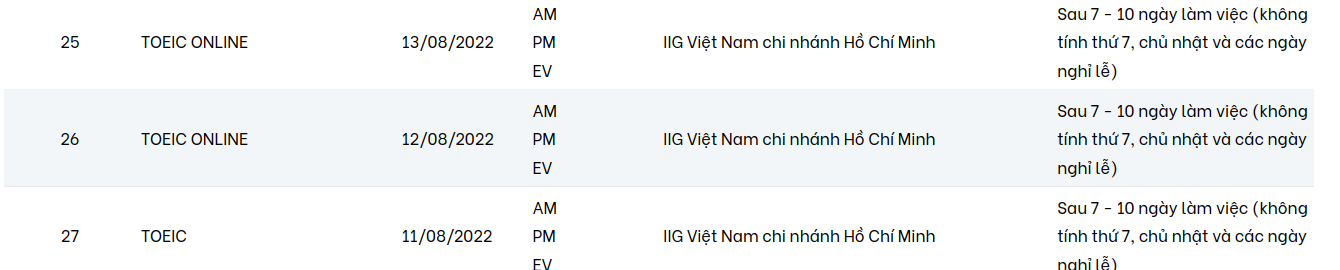 25 TOEIC ONLINE 13/08/2022 AM PM EV IIG Việt Nam chi nhánh Hồ Chí Minh Sau 7 - 10 ngày làm việc (không tính thứ 7, chủ nhật và các ngày nghỉ lễ)
26 TOEIC ONLINE 12/08/2022 AM PM EV IIG Việt Nam chi nhánh Hồ Chí Minh Sau 7 - 10 ngày làm việc (không tính thứ 7, chủ nhật và các ngày nghỉ lễ)
27 TOEIC 11/08/2022 AM PM EV IIG Việt Nam chi nhánh Hồ Chí Minh Sau 7 - 10 ngày làm việc (không tính thứ 7, chủ nhật và các ngày nghỉ lễ)